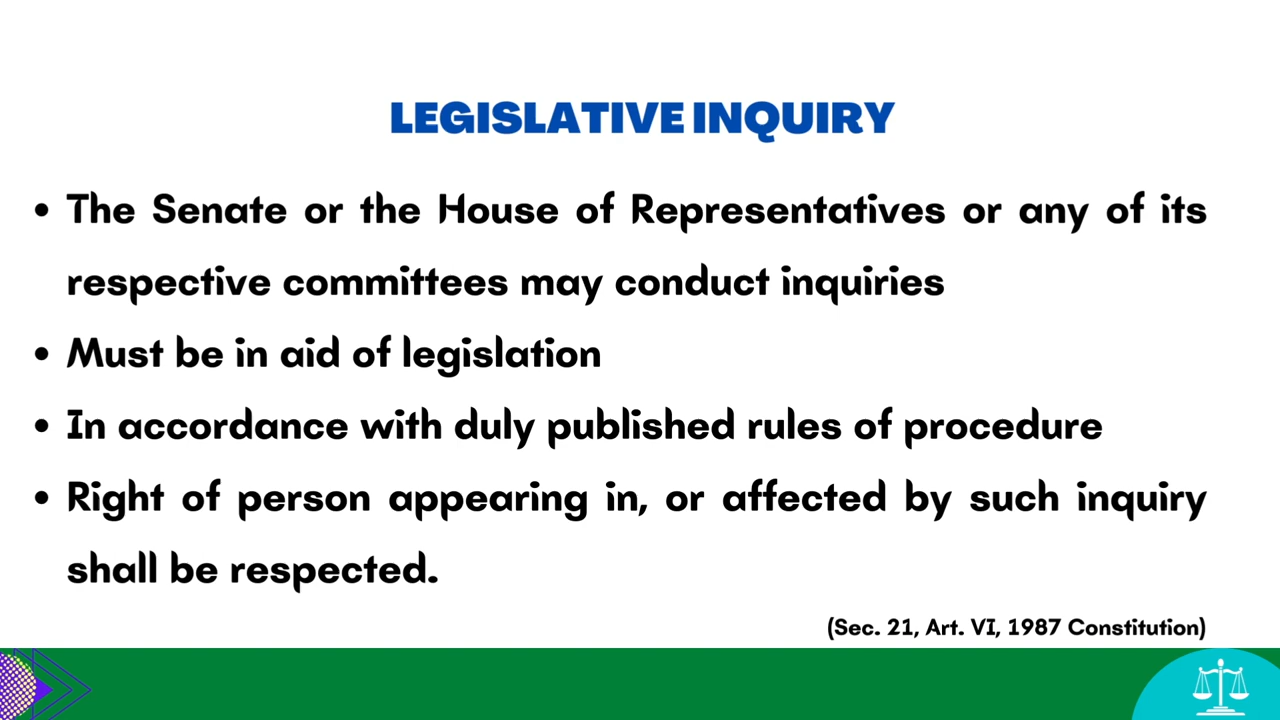 LEGISLATIVE INQUIRY
• The Senate or the House of Representatives or any of its
respective committees may conduct inquiries
• Must be in aid of legislation
• In accordance with duly published rules of procedure
• Right of person appearing in, or affected by such inquiry
shall be respected.
(Sec. 21, Art. VI, 1987 Constitution)